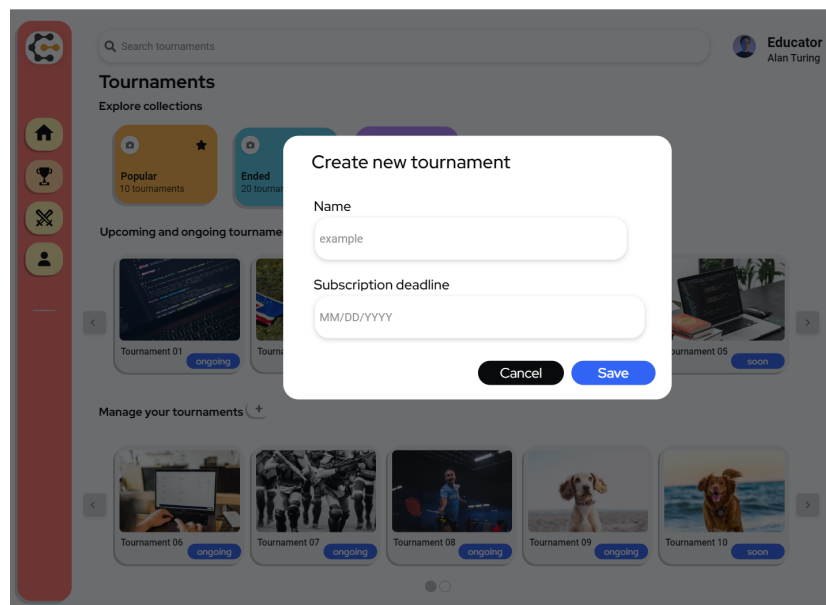 Search tournaments
Educator
Alan Turing
Tournaments
Explore collections
Popular
10 tournaments
Ended
Create new tournament
Name
example
Subscription deadline
MM/DD/YYYY
Cancel
Save
Upcoming and ongoing
Tournament 01
ongoing
05
soon
Manage your tournaments +
Tournament 06
ongoing
Tournament 07
ongoing
Tournament 08
ongoing
Tournament 09
ongoing
Tournament 10
soon